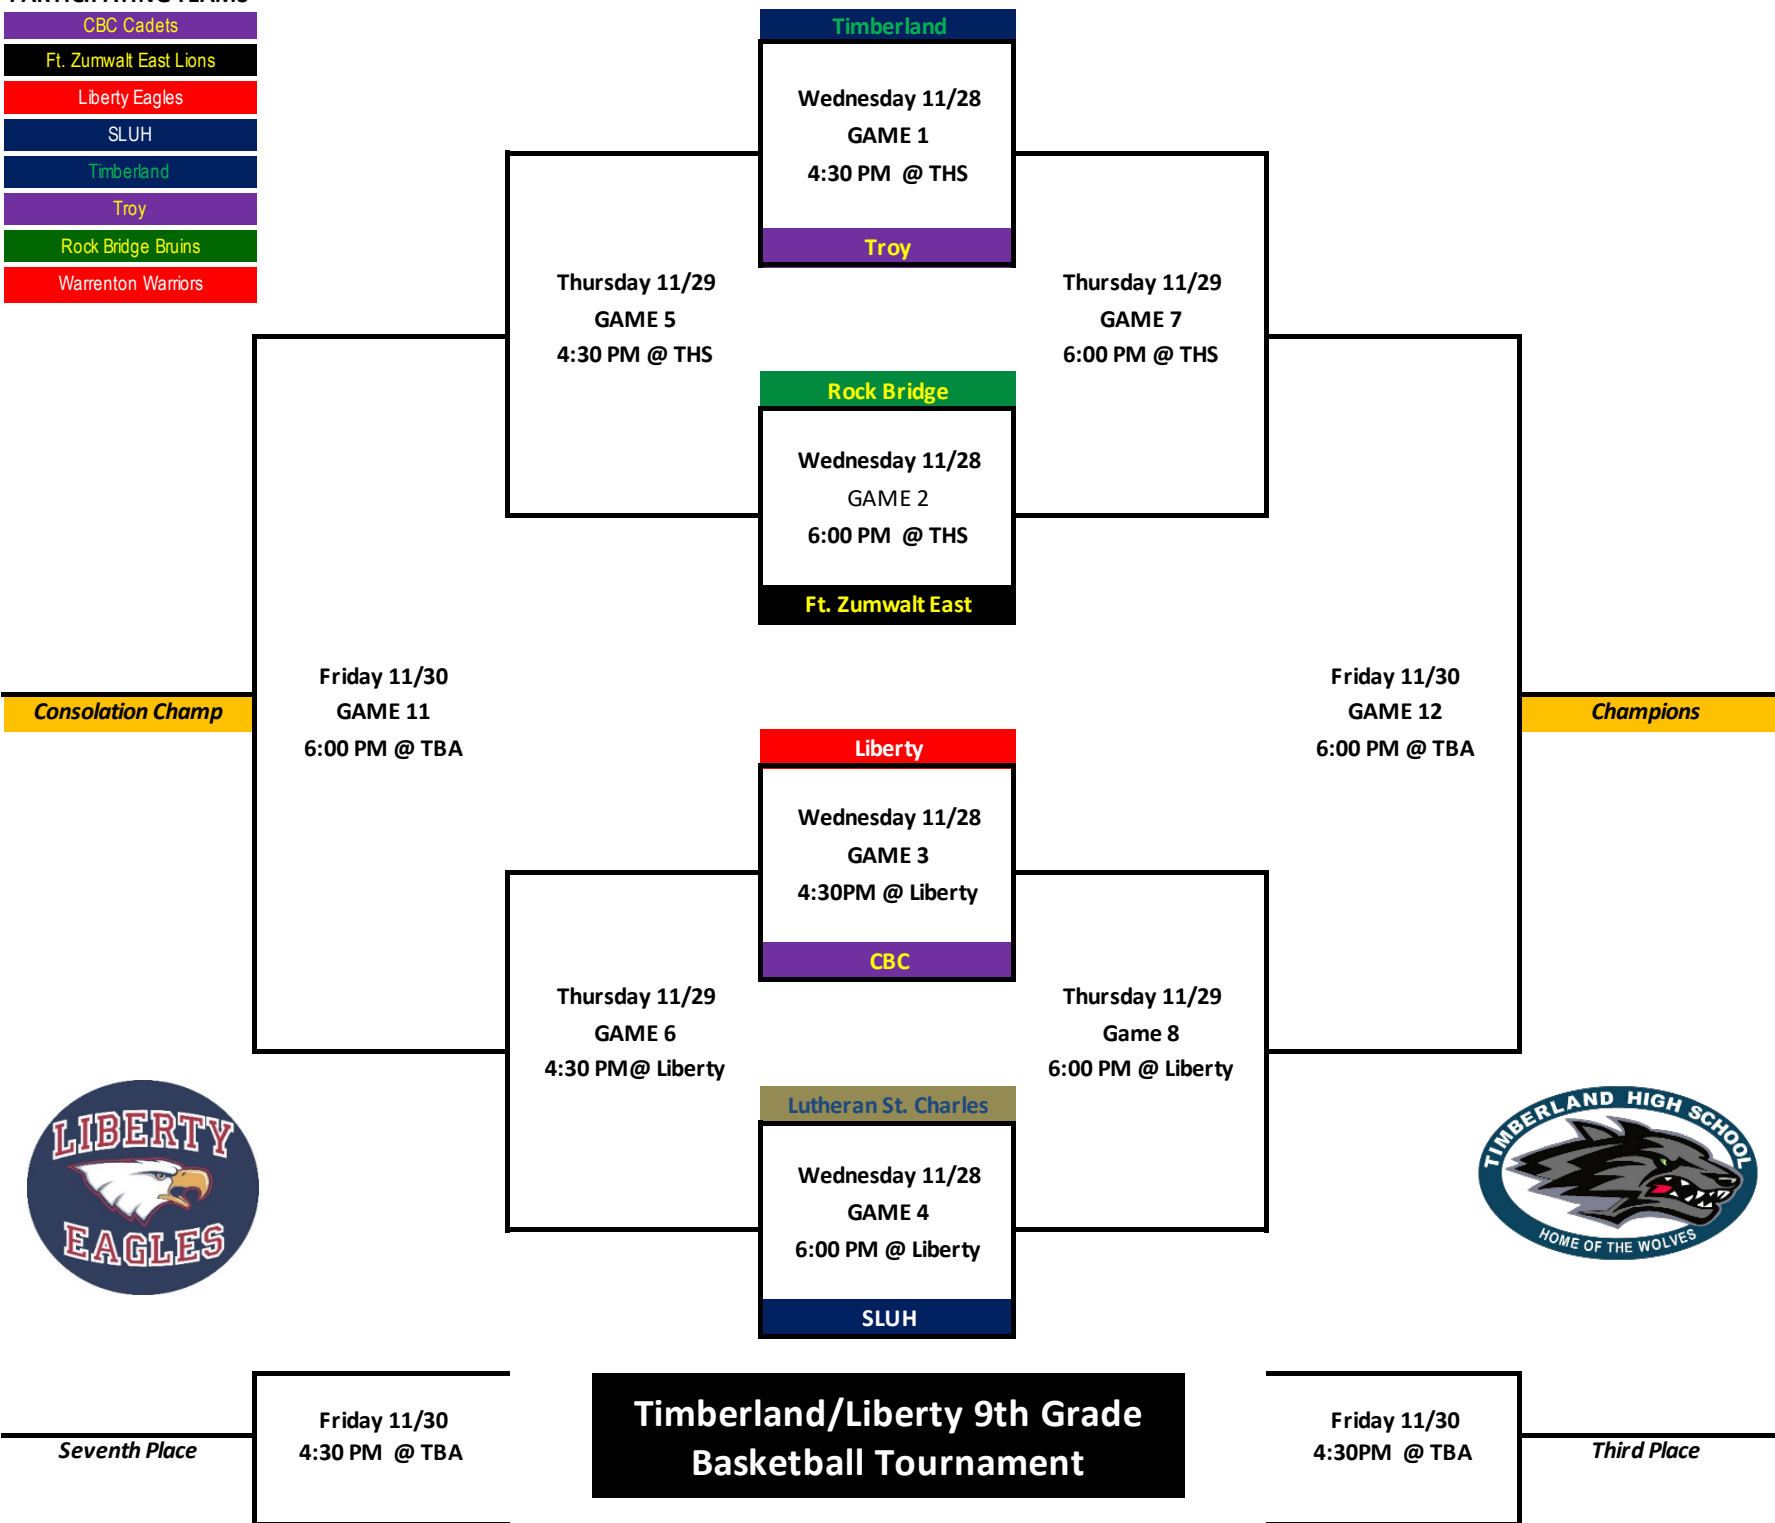 PARTICIPATING TEAMS
CBC Cadets
Ft. Zumwalt East Lions
Liberty Eagles
SLUH
Timberland
Troy
Rock Bridge Bruins
Warrenton Warriors
Timberland
Wednesday 11/28
GAME 1
4:30 PM @ THS
Troy
Thursday 11/29
GAME 5
4:30 PM @ THS
Thursday 11/29
GAME 7
6:00 PM @ THS
Rock Bridge
Wednesday 11/28
GAME 2
6:00 PM @ THS
Ft. Zumwalt East
Friday 11/30
GAME 11
6:00 PM @ TBA
Consolation Champ
Friday 11/30
GAME 12
6:00 PM @ TBA
Champions
Liberty
Wednesday 11/28
GAME 3
4:30PM @ Liberty
CBC
Thursday 11/29
GAME 6
4:30 PM@ Liberty
Thursday 11/29
Game 8
6:00 PM @ Liberty
Lutheran St. Charles
Wednesday 11/28
GAME 4
6:00 PM @ Liberty
SLUH
LIBERTY
EAGLES
TIMBERLAND HIGH SCHOOL
HOME OF THE WOLVES
Friday 11/30
4:30 PM @ TBA
Seventh Place
Timberland/Liberty 9th Grade
Basketball Tournament
Friday 11/30
4:30PM @ TBA
Third Place